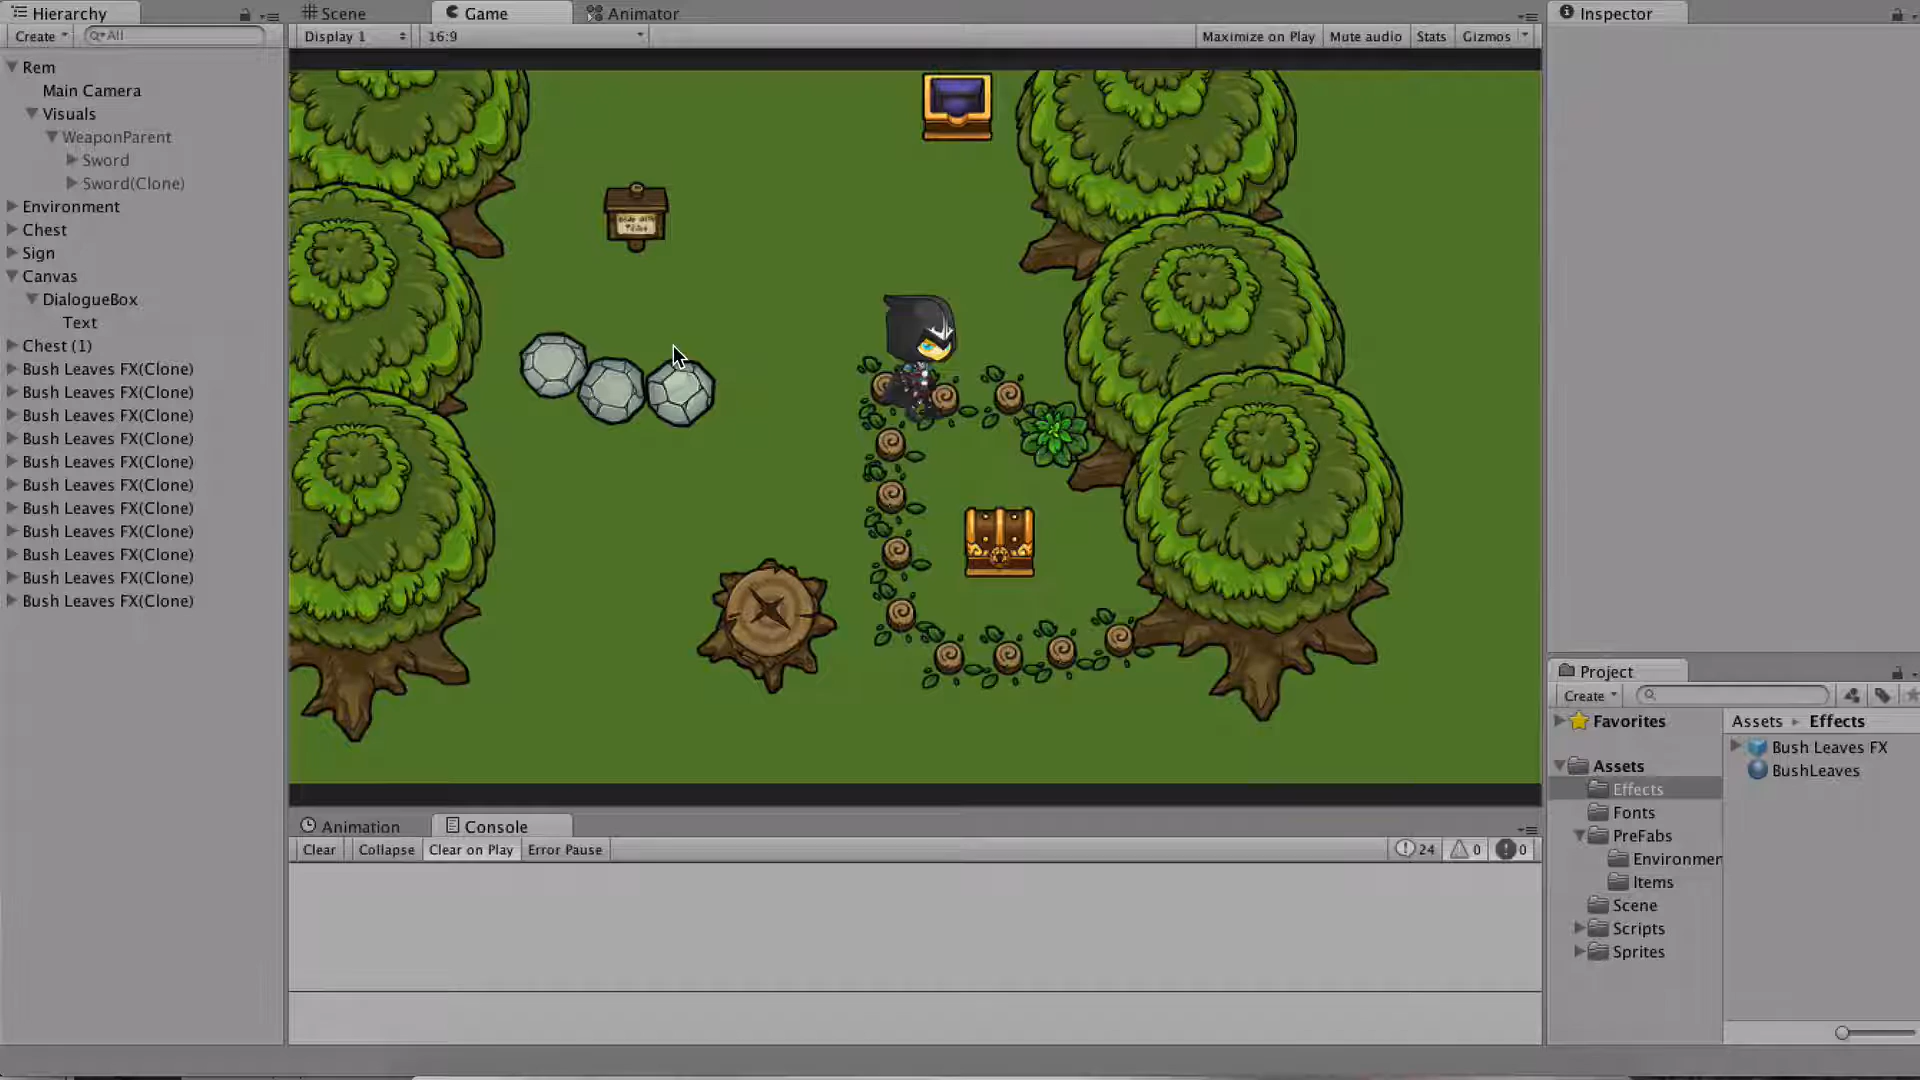 Hierarchy
Create
All
Rem
Main Camera
Visuals
WeaponParent
Sword
Sword(Clone)
Environment
Chest
Sign
Canvas
DialogueBox
Text
Chest (1)
Bush Leaves FX(Clone)
Bush Leaves FX(Clone)
Bush Leaves FX(Clone)
Bush Leaves FX(Clone)
Bush Leaves FX(Clone)
Bush Leaves FX(Clone)
Bush Leaves FX(Clone)
Bush Leaves FX(Clone)
Bush Leaves FX(Clone)
Bush Leaves FX(Clone)
Bush Leaves FX(Clone)
Scene Game Animator
Display 1 16:9 Maximize on Play Mute audio Stats Gizmos
Animation Console
Clear Collapse Clear on Play Error Pause 24 0 0
Inspector
Project
Create
Favorites
Assets
Effects
Fonts
PreFabs
Environmen
Items
Scene
Scripts
Sprites
Assets Effects
Bush Leaves FX
BushLeaves